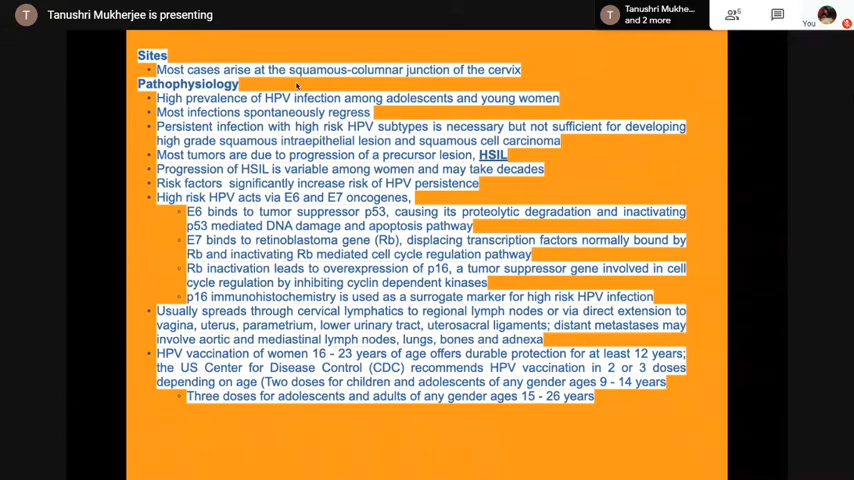 T Tanushri Mukherjee is presenting
T Tanushri Mukhe...
and 2 more
6
You
Sites
• Most cases arise at the squamous-columnar junction of the cervix
Pathophysiology
• High prevalence of HPV infection among adolescents and young women
• Most infections spontaneously regress
• Persistent infection with high risk HPV subtypes is necessary but not sufficient for developing
high grade squamous intraepithelial lesion and squamous cell carcinoma
• Most tumors are due to progression of a precursor lesion, HSIL
• Progression of HSIL is variable among women and may take decades
• Risk factors significantly increase risk of HPV persistence
• High risk HPV acts via E6 and E7 oncogenes,
◦ E6 binds to tumor suppressor p53, causing its proteolytic degradation and inactivating
p53 mediated DNA damage and apoptosis pathway
◦ E7 binds to retinoblastoma gene (Rb), displacing transcription factors normally bound by
Rb and inactivating Rb mediated cell cycle regulation pathway
◦ Rb inactivation leads to overexpression of p16, a tumor suppressor gene involved in cell
cycle regulation by inhibiting cyclin dependent kinases
◦ p16 immunohistochemistry is used as a surrogate marker for high risk HPV infection
• Usually spreads through cervical lymphatics to regional lymph nodes or via direct extension to
vagina, uterus, parametrium, lower urinary tract, uterosacral ligaments; distant metastases may
involve aortic and mediastinal lymph nodes, lungs, bones and adnexa
• HPV vaccination of women 16 - 23 years of age offers durable protection for at least 12 years;
the US Center for Disease Control (CDC) recommends HPV vaccination in 2 or 3 doses
depending on age (Two doses for children and adolescents of any gender ages 9 - 14 years
◦ Three doses for adolescents and adults of any gender ages 15 - 26 years